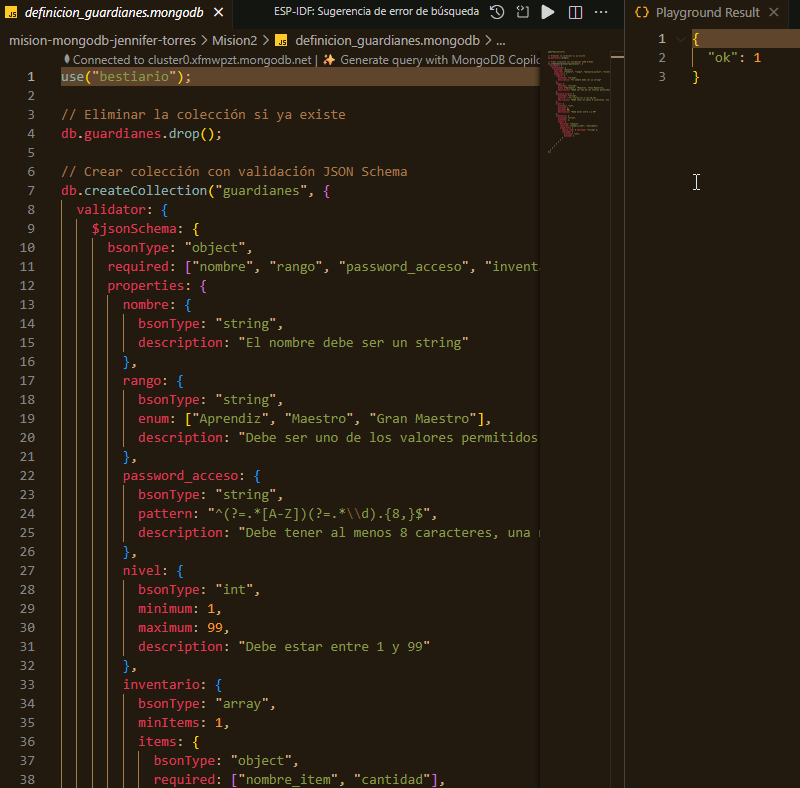 JS definicion_guardianes.mongodb
ESP-IDF: Sugerencia de error de búsqueda
mision-mongodb-jennifer-torres > Mision2 > JS definicion_guardianes.mongodb > ...
Connected to cluster0.xfmwpzt.mongodb.net | ✨ Generate query with MongoDB Copilo
1 use("bestiario");
2
3 // Eliminar la colección si ya existe
4 db.guardianes.drop();
5
6 // Crear colección con validación JSON Schema
7 db.createCollection("guardianes", {
8 validator: {
9 $jsonSchema: {
10 bsonType: "object",
11 required: ["nombre", "rango", "password_acceso", "inventa
12 properties: {
13 nombre: {
14 bsonType: "string",
15 description: "El nombre debe ser un string"
16 },
17 rango: {
18 bsonType: "string",
19 enum: ["Aprendiz", "Maestro", "Gran Maestro"],
20 description: "Debe ser uno de los valores permitidos
21 },
22 password_acceso: {
23 bsonType: "string",
24 pattern: "^(?=.*[A-Z])(?=.*\\d).{8,}$",
25 description: "Debe tener al menos 8 caracteres, una
26 },
27 nivel: {
28 bsonType: "int",
29 minimum: 1,
30 maximum: 99,
31 description: "Debe estar entre 1 y 99"
32 },
33 inventario: {
34 bsonType: "array",
35 minItems: 1,
36 items: {
37 bsonType: "object",
38 required: ["nombre_item", "cantidad"],
{} Playground Result
1 {
2 "ok": 1
3 }